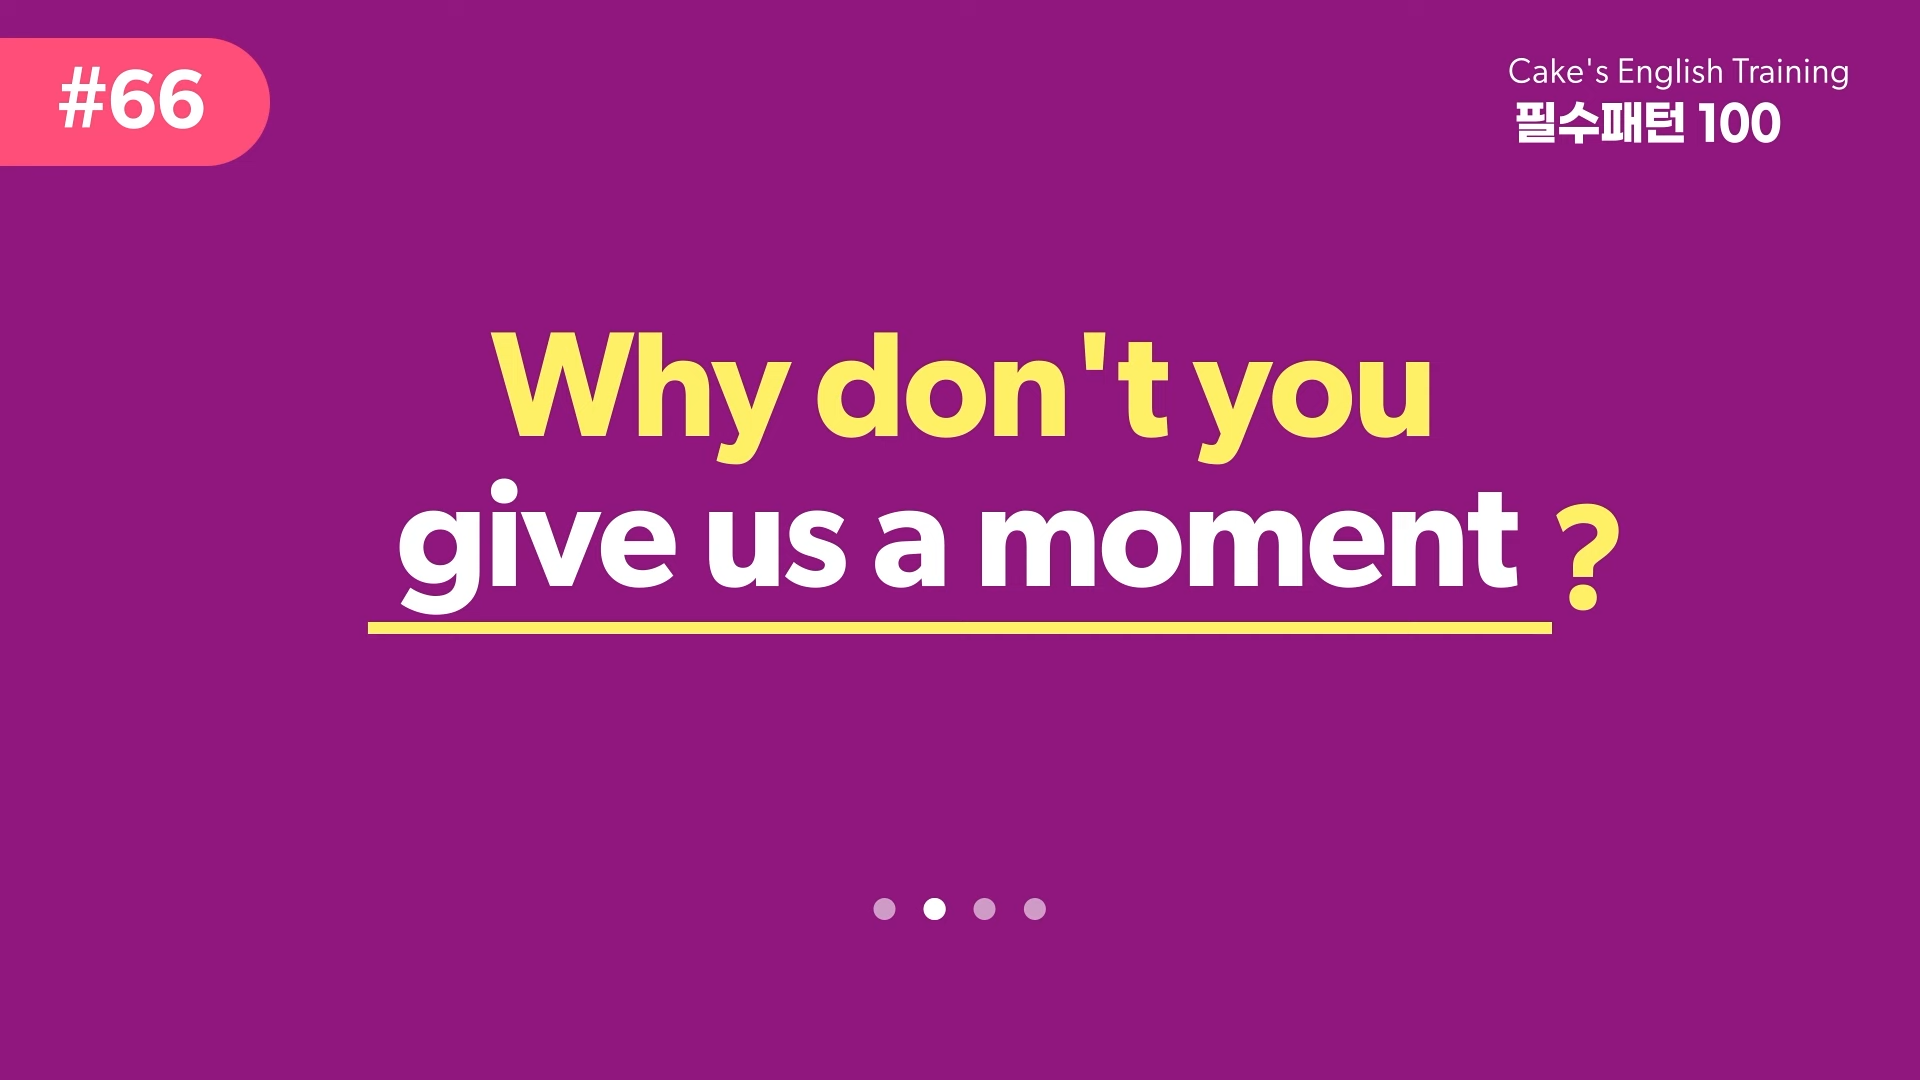 #66
Cake's English Training
필수패턴 100
Why don't you
give us a moment ?